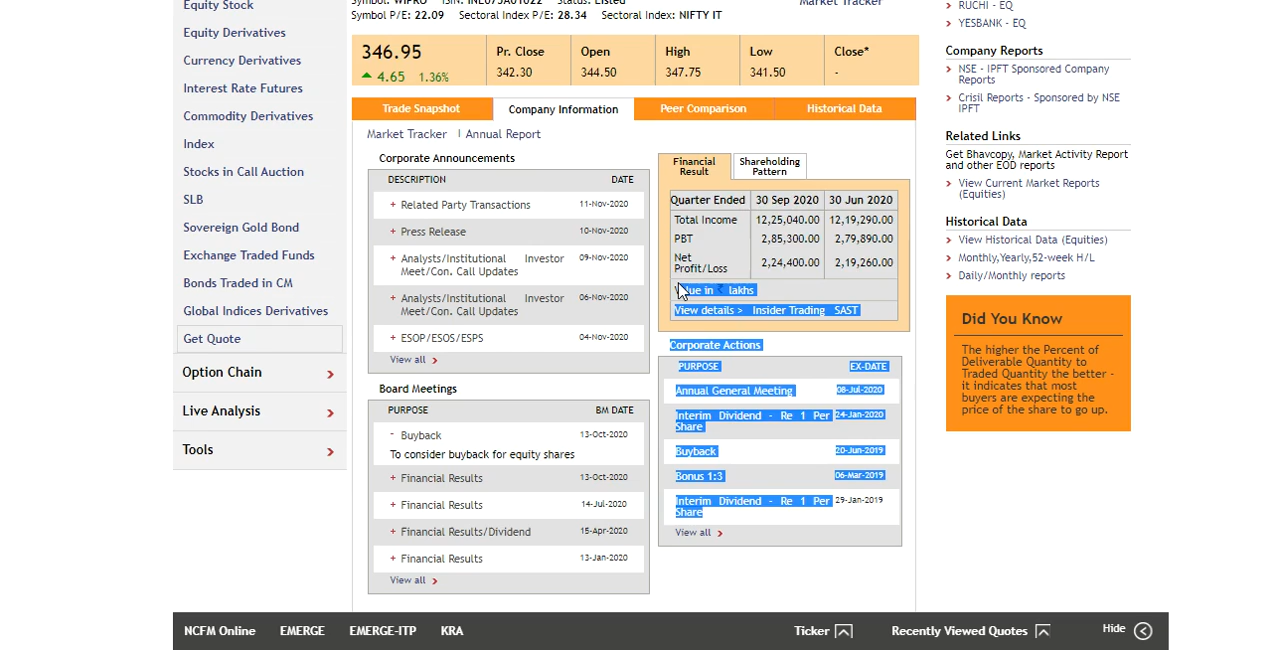 Equity Stock
Equity Derivatives
Currency Derivatives
Interest Rate Futures
Commodity Derivatives
Index
Stocks in Call Auction
SLB
Sovereign Gold Bond
Exchange Traded Funds
Bonds Traded in CM
Global Indices Derivatives
Get Quote
Option Chain
Live Analysis
Tools
Symbol: WIPRO ISIN: INE075A01022 Status: Listed
Market Tracker
Symbol P/E: 22.09 Sectoral Index P/E: 28.34 Sectoral Index: NIFTY IT
346.95 Pr. Close Open High Low Close*
4.65 1.36% 342.30 344.50 347.75 341.50 -
Trade Snapshot Company Information Peer Comparison Historical Data
Market Tracker | Annual Report
Corporate Announcements
DESCRIPTION DATE
+ Related Party Transactions 11-Nov-2020
+ Press Release 10-Nov-2020
+ Analysts/Institutional Investor 09-Nov-2020
Meet/Con. Call Updates
+ Analysts/Institutional Investor 06-Nov-2020
Meet/Con. Call Updates
+ ESOP/ESOS/ESPS 04-Nov-2020
View all
Board Meetings
PURPOSE BM DATE
- Buyback 13-Oct-2020
To consider buyback for equity shares
+ Financial Results 13-Oct-2020
+ Financial Results 14-Jul-2020
+ Financial Results/Dividend 15-Apr-2020
+ Financial Results 13-Jan-2020
View all
Financial
Result
Shareholding
Pattern
Quarter Ended 30 Sep 2020 30 Jun 2020
Total Income 12,25,040.00 12,19,290.00
PBT 2,85,300.00 2,79,890.00
Net
Profit/Loss 2,24,400.00 2,19,260.00
₹ lakhs
View details > Insider Trading SAST
Corporate Actions
PURPOSE EX-DATE
Annual General Meeting 08-Jul-2020
Interim Dividend - Re 1 Per 24-Jan-2020
Share
Buyback 20-Jun-2019
Bonus 1:3 06-Mar-2019
Interim Dividend - Re 1 Per 29-Jan-2019
Share
View all
RUCHI - EQ
YESBANK - EQ
Company Reports
NSE - IPFT Sponsored Company
Reports
Crisil Reports - Sponsored by NSE
IPFT
Related Links
Get Bhavcopy, Market Activity Report
and other EOD reports
View Current Market Reports
(Equities)
Historical Data
View Historical Data (Equities)
Monthly,Yearly,52-week H/L
Daily/Monthly reports
Did You Know
The higher the Percent of
Deliverable Quantity to
Traded Quantity the better -
it indicates that most
buyers are expecting the
price of the share to go up.
NCFM Online EMERGE EMERGE-ITP KRA Ticker Recently Viewed Quotes Hide